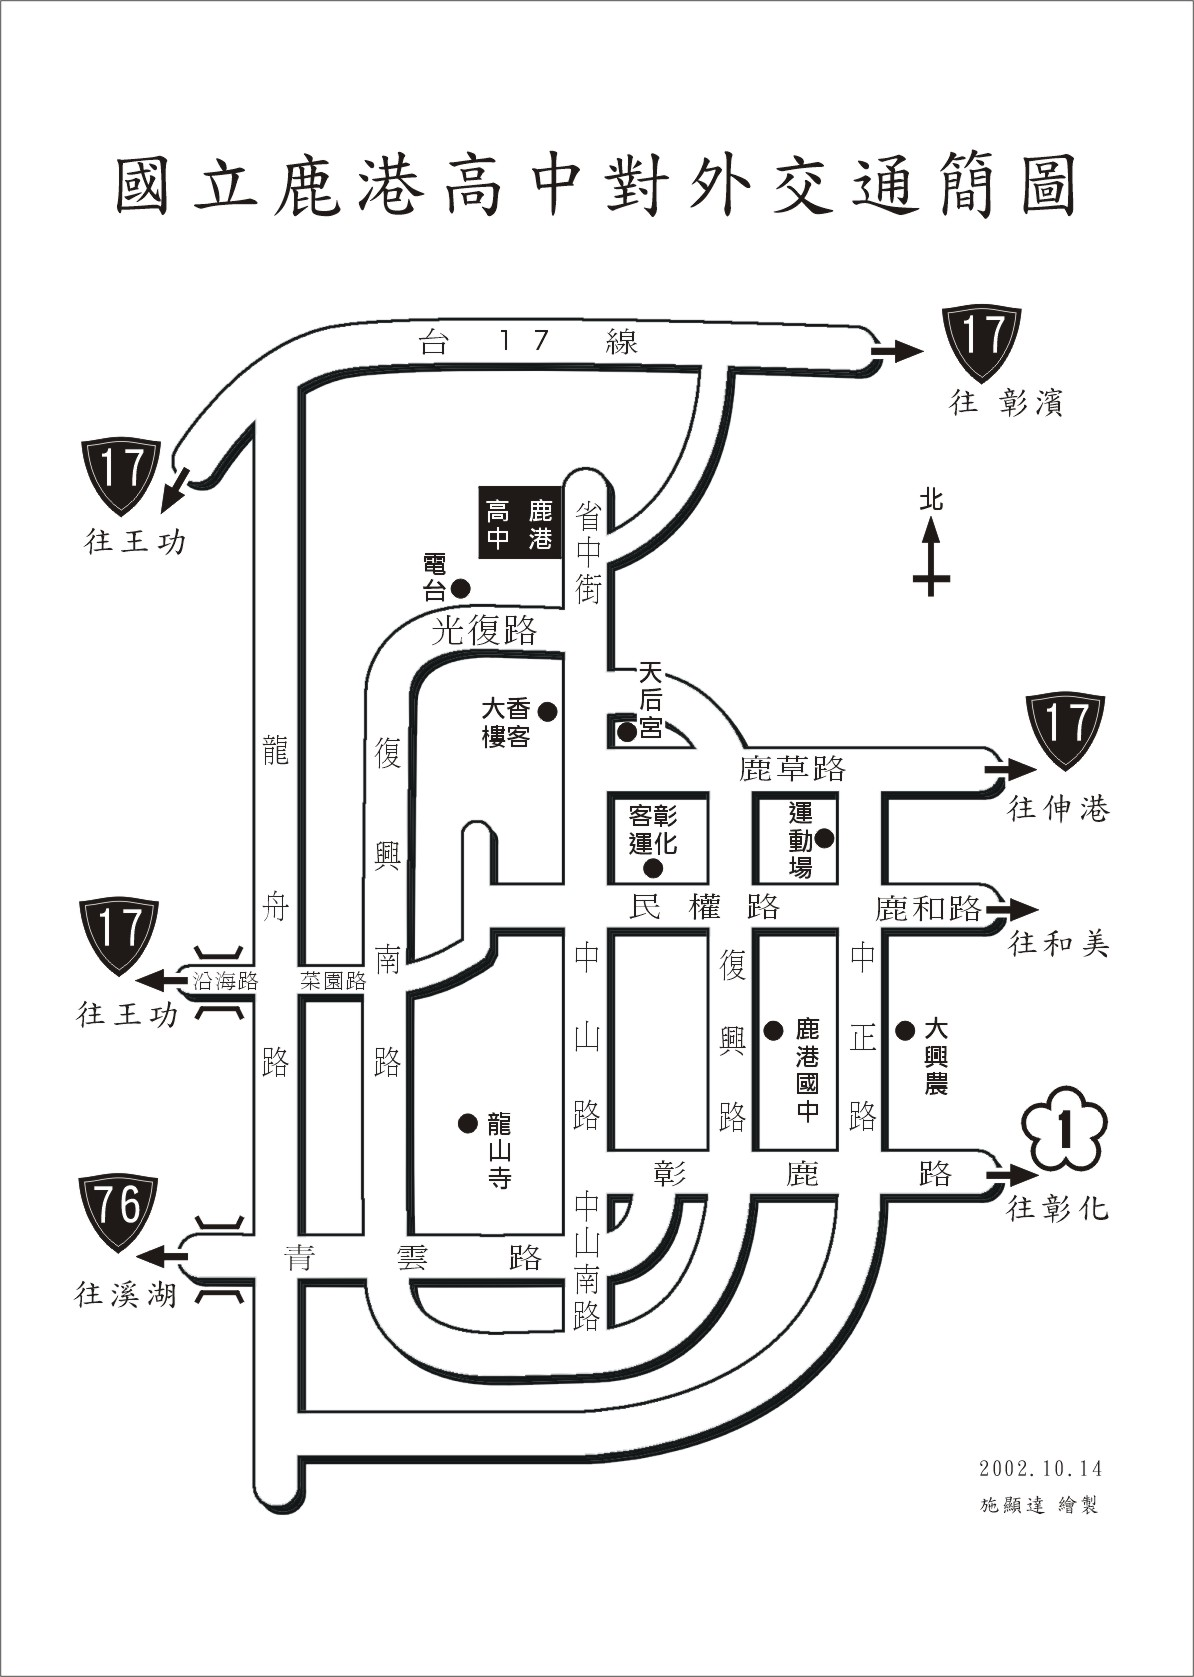 國立鹿港高中對外交通簡圖
台 17 線
17
往 彰濱
17
往王功
北
鹿港
高中
省中街
電台
光復路
天后宮
香客
大樓
龍舟路
復興南路
鹿草路
17
往伸港
彰化
客運
運動場
民權路
鹿和路
往和美
17
往王功
沿海路
菜園路
中山路
復興路
中正路
鹿港國中
大興農
龍山寺
1
往彰化
彰鹿路
76
往溪湖
青雲路
中山南路
2002.10.14
施顯達 繪製